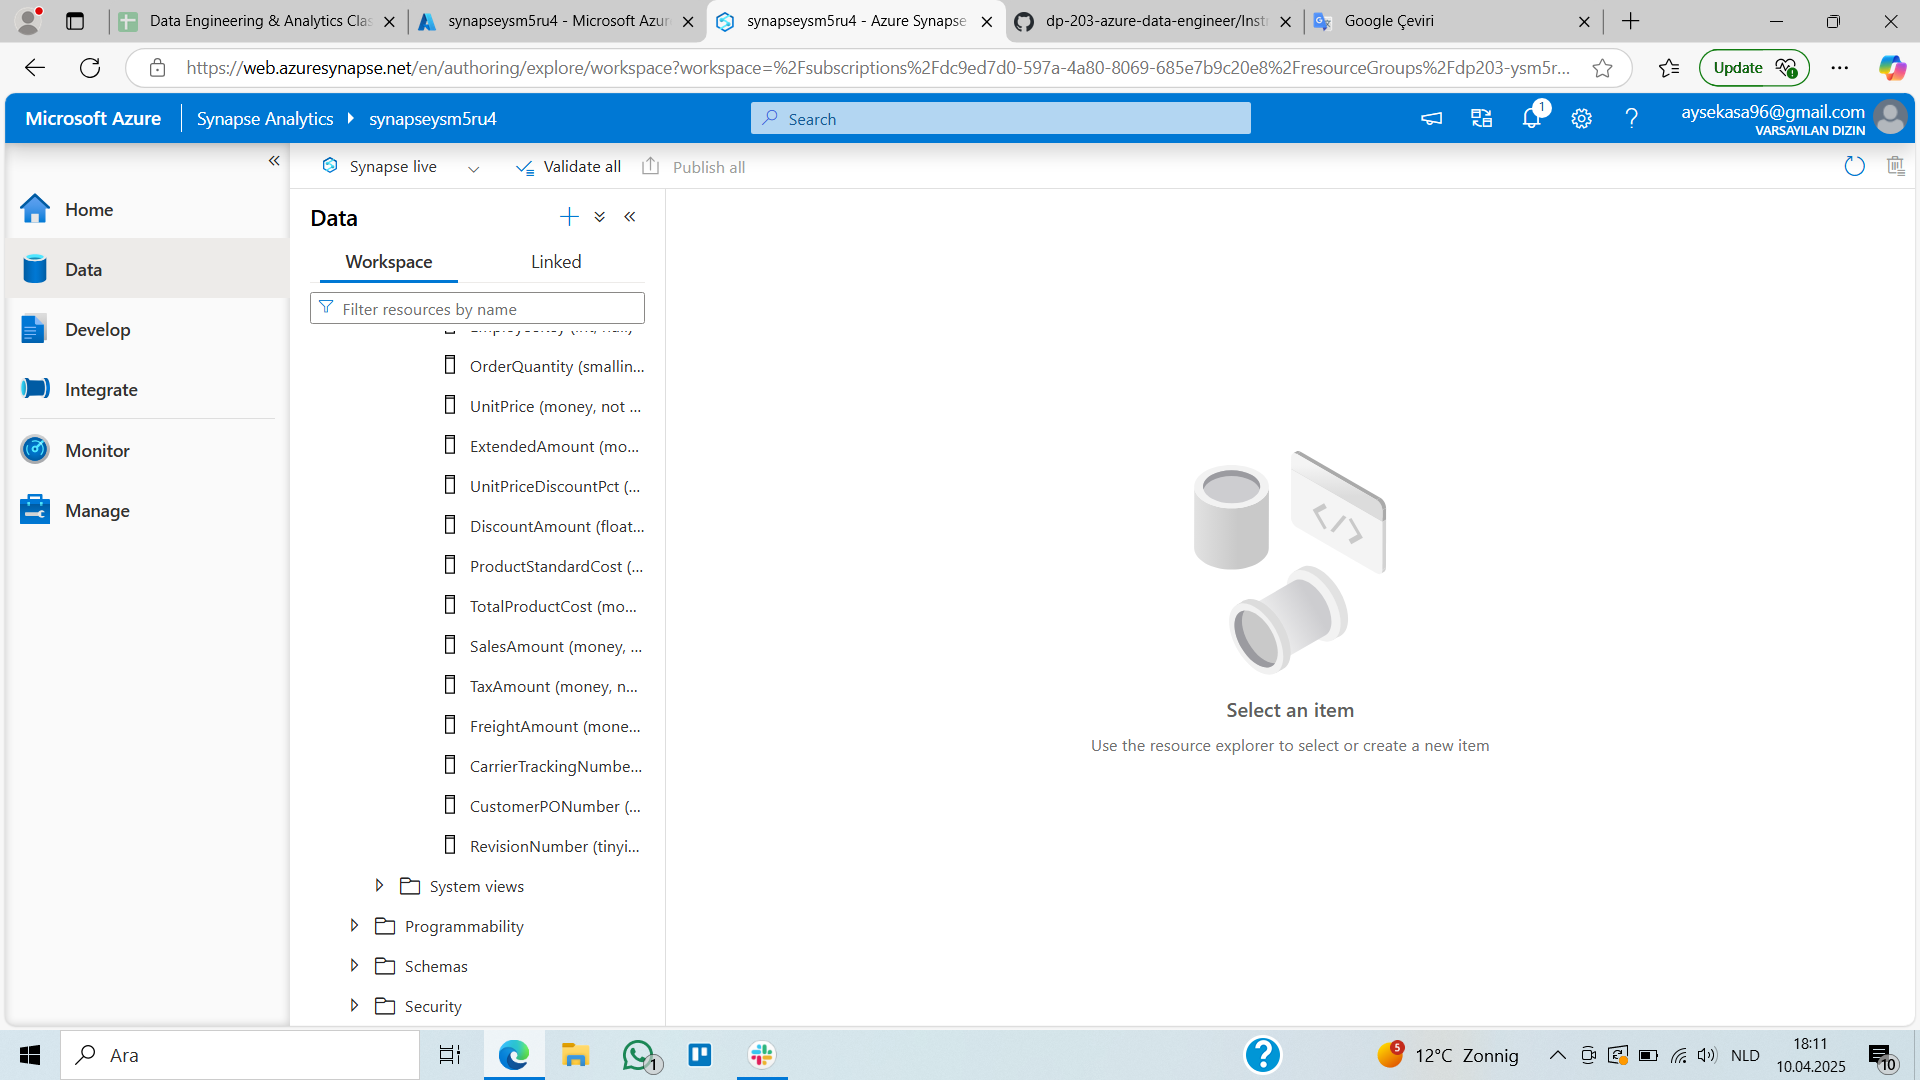 Data Engineering & Analytics Clas
synapseysm5ru4 - Microsoft Azur
synapseysm5ru4 - Azure Synapse
dp-203-azure-data-engineer/Inst
Google Çeviri
https://web.azuresynapse.net/en/authoring/explore/workspace?workspace=%2Fsubscriptions%2Fdc9ed7d0-597a-4a80-8069-685e7b9c20e8%2FresourceGroups%2Fdp203-ysm5r...
Update
Microsoft Azure
Synapse Analytics
synapseysm5ru4
Search
1
aysekasa96@gmail.com
VARSAYILAN DIZIN
Synapse live
Validate all
Publish all
Home
Data
Develop
Integrate
Monitor
Manage
Data
Workspace
Linked
Filter resources by name
OrderQuantity (smallin...
UnitPrice (money, not ...
ExtendedAmount (mo...
UnitPriceDiscountPct (...
DiscountAmount (float...
ProductStandardCost (...
TotalProductCost (mo...
SalesAmount (money, ...
TaxAmount (money, n...
FreightAmount (mone...
CarrierTrackingNumbe...
CustomerPONumber (...
RevisionNumber (tinyi...
System views
Programmability
Schemas
Security
Select an item
Use the resource explorer to select or create a new item
Ara
1
5
12°C Zonnig
NLD
18:11
10.04.2025
10